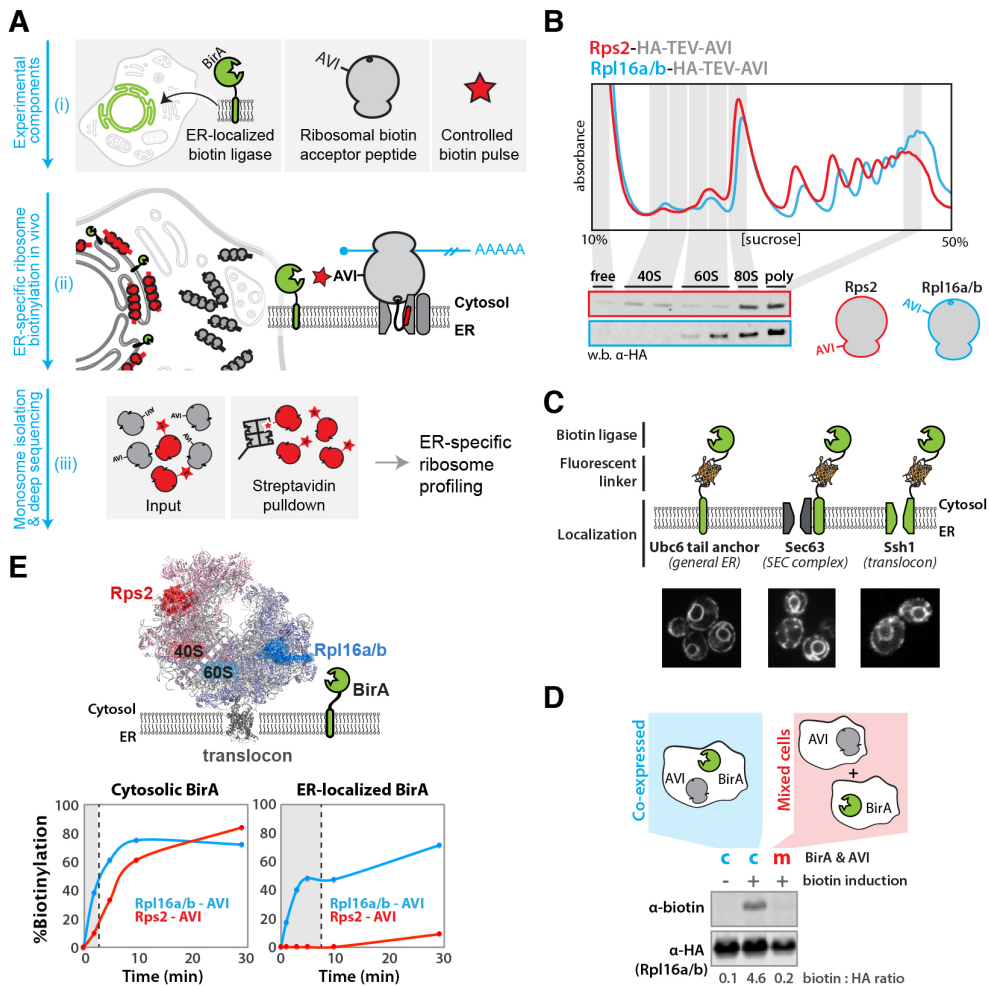 A
Experimental
components
(i)
BirA
ER-localized
biotin ligase
AVI
Ribosomal biotin
acceptor peptide
Controlled
biotin pulse
ER-specific ribosome
biotinylation in vivo
(ii)
AVI
AAAAA
Cytosol
ER
Monosome isolation
& deep sequencing
(iii)
AVI
AVI
AVI
AVI
Input
Streptavidin
pulldown
ER-specific
ribosome
profiling
B
Rps2-HA-TEV-AVI
Rpl16a/b-HA-TEV-AVI
absorbance
10%
[sucrose]
50%
free 40S 60S 80S poly
w.b. α-HA
Rps2
AVI
Rpl16a/b
AVI
C
Biotin ligase
Fluorescent
linker
Localization
Cytosol
ER
Ubc6 tail anchor
(general ER)
Sec63
(SEC complex)
Ssh1
(translocon)
D
Co-expressed
AVI
BirA
Mixed cells
AVI
+
BirA
c c m BirA & AVI
- + + biotin induction
α-biotin
α-HA
(Rpl16a/b)
0.1 4.6 0.2 biotin : HA ratio
E
Rps2
40S
60S
Rpl16a/b
BirA
Cytosol
ER
translocon
Cytosolic BirA
%Biotinylation
100
80
60
40
20
0
Rpl16a/b - AVI
Rps2 - AVI
0 10 20 30
Time (min)
ER-localized BirA
100
80
60
40
20
0
Rpl16a/b - AVI
Rps2 - AVI
0 10 20 30
Time (min)